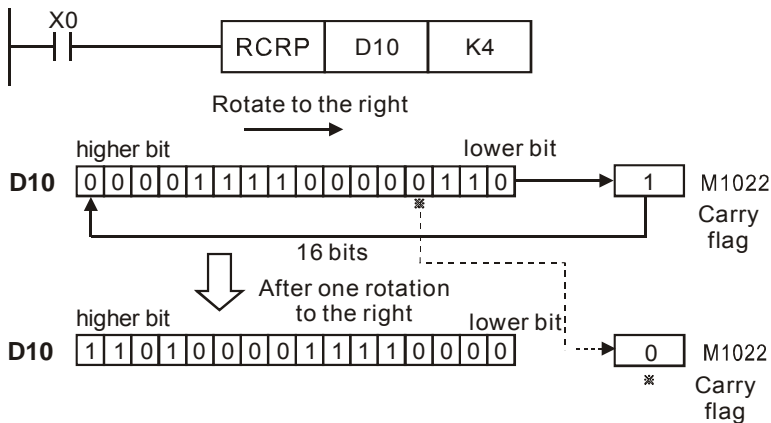 X0
RCRP D10 K4
Rotate to the right
higher bit lower bit
D10 0 0 0 0 1 1 1 1 0 0 0 0 0 1 1 0 1 M1022
※ Carry
flag
16 bits
After one rotation
to the right
higher bit lower bit
D10 1 1 0 1 0 0 0 0 1 1 1 1 0 0 0 0 0 M1022
※ Carry
flag